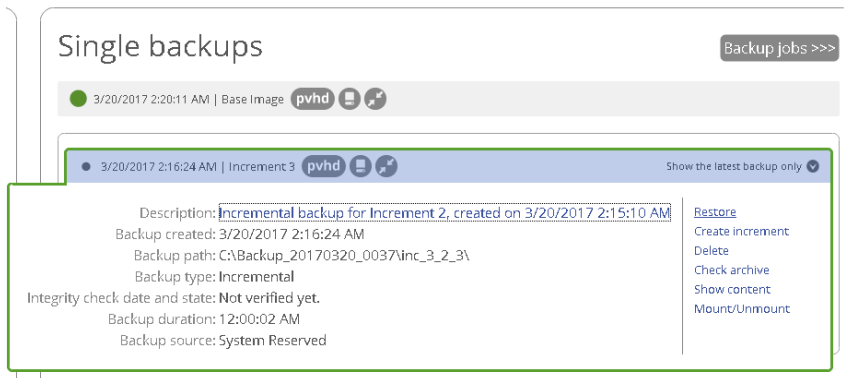 Single backups
Backup jobs >>>
3/20/2017 2:20:11 AM | Base Image pvhd
3/20/2017 2:16:24 AM | Increment 3 pvhd
Show the latest backup only
Description: Incremental backup for Increment 2, created on 3/20/2017 2:15:10 AM
Backup created: 3/20/2017 2:16:24 AM
Backup path: C:\Backup_20170320_0037\inc_3_2_3\
Backup type: Incremental
Integrity check date and state: Not verified yet.
Backup duration: 12:00:02 AM
Backup source: System Reserved
Restore
Create increment
Delete
Check archive
Show content
Mount/Unmount